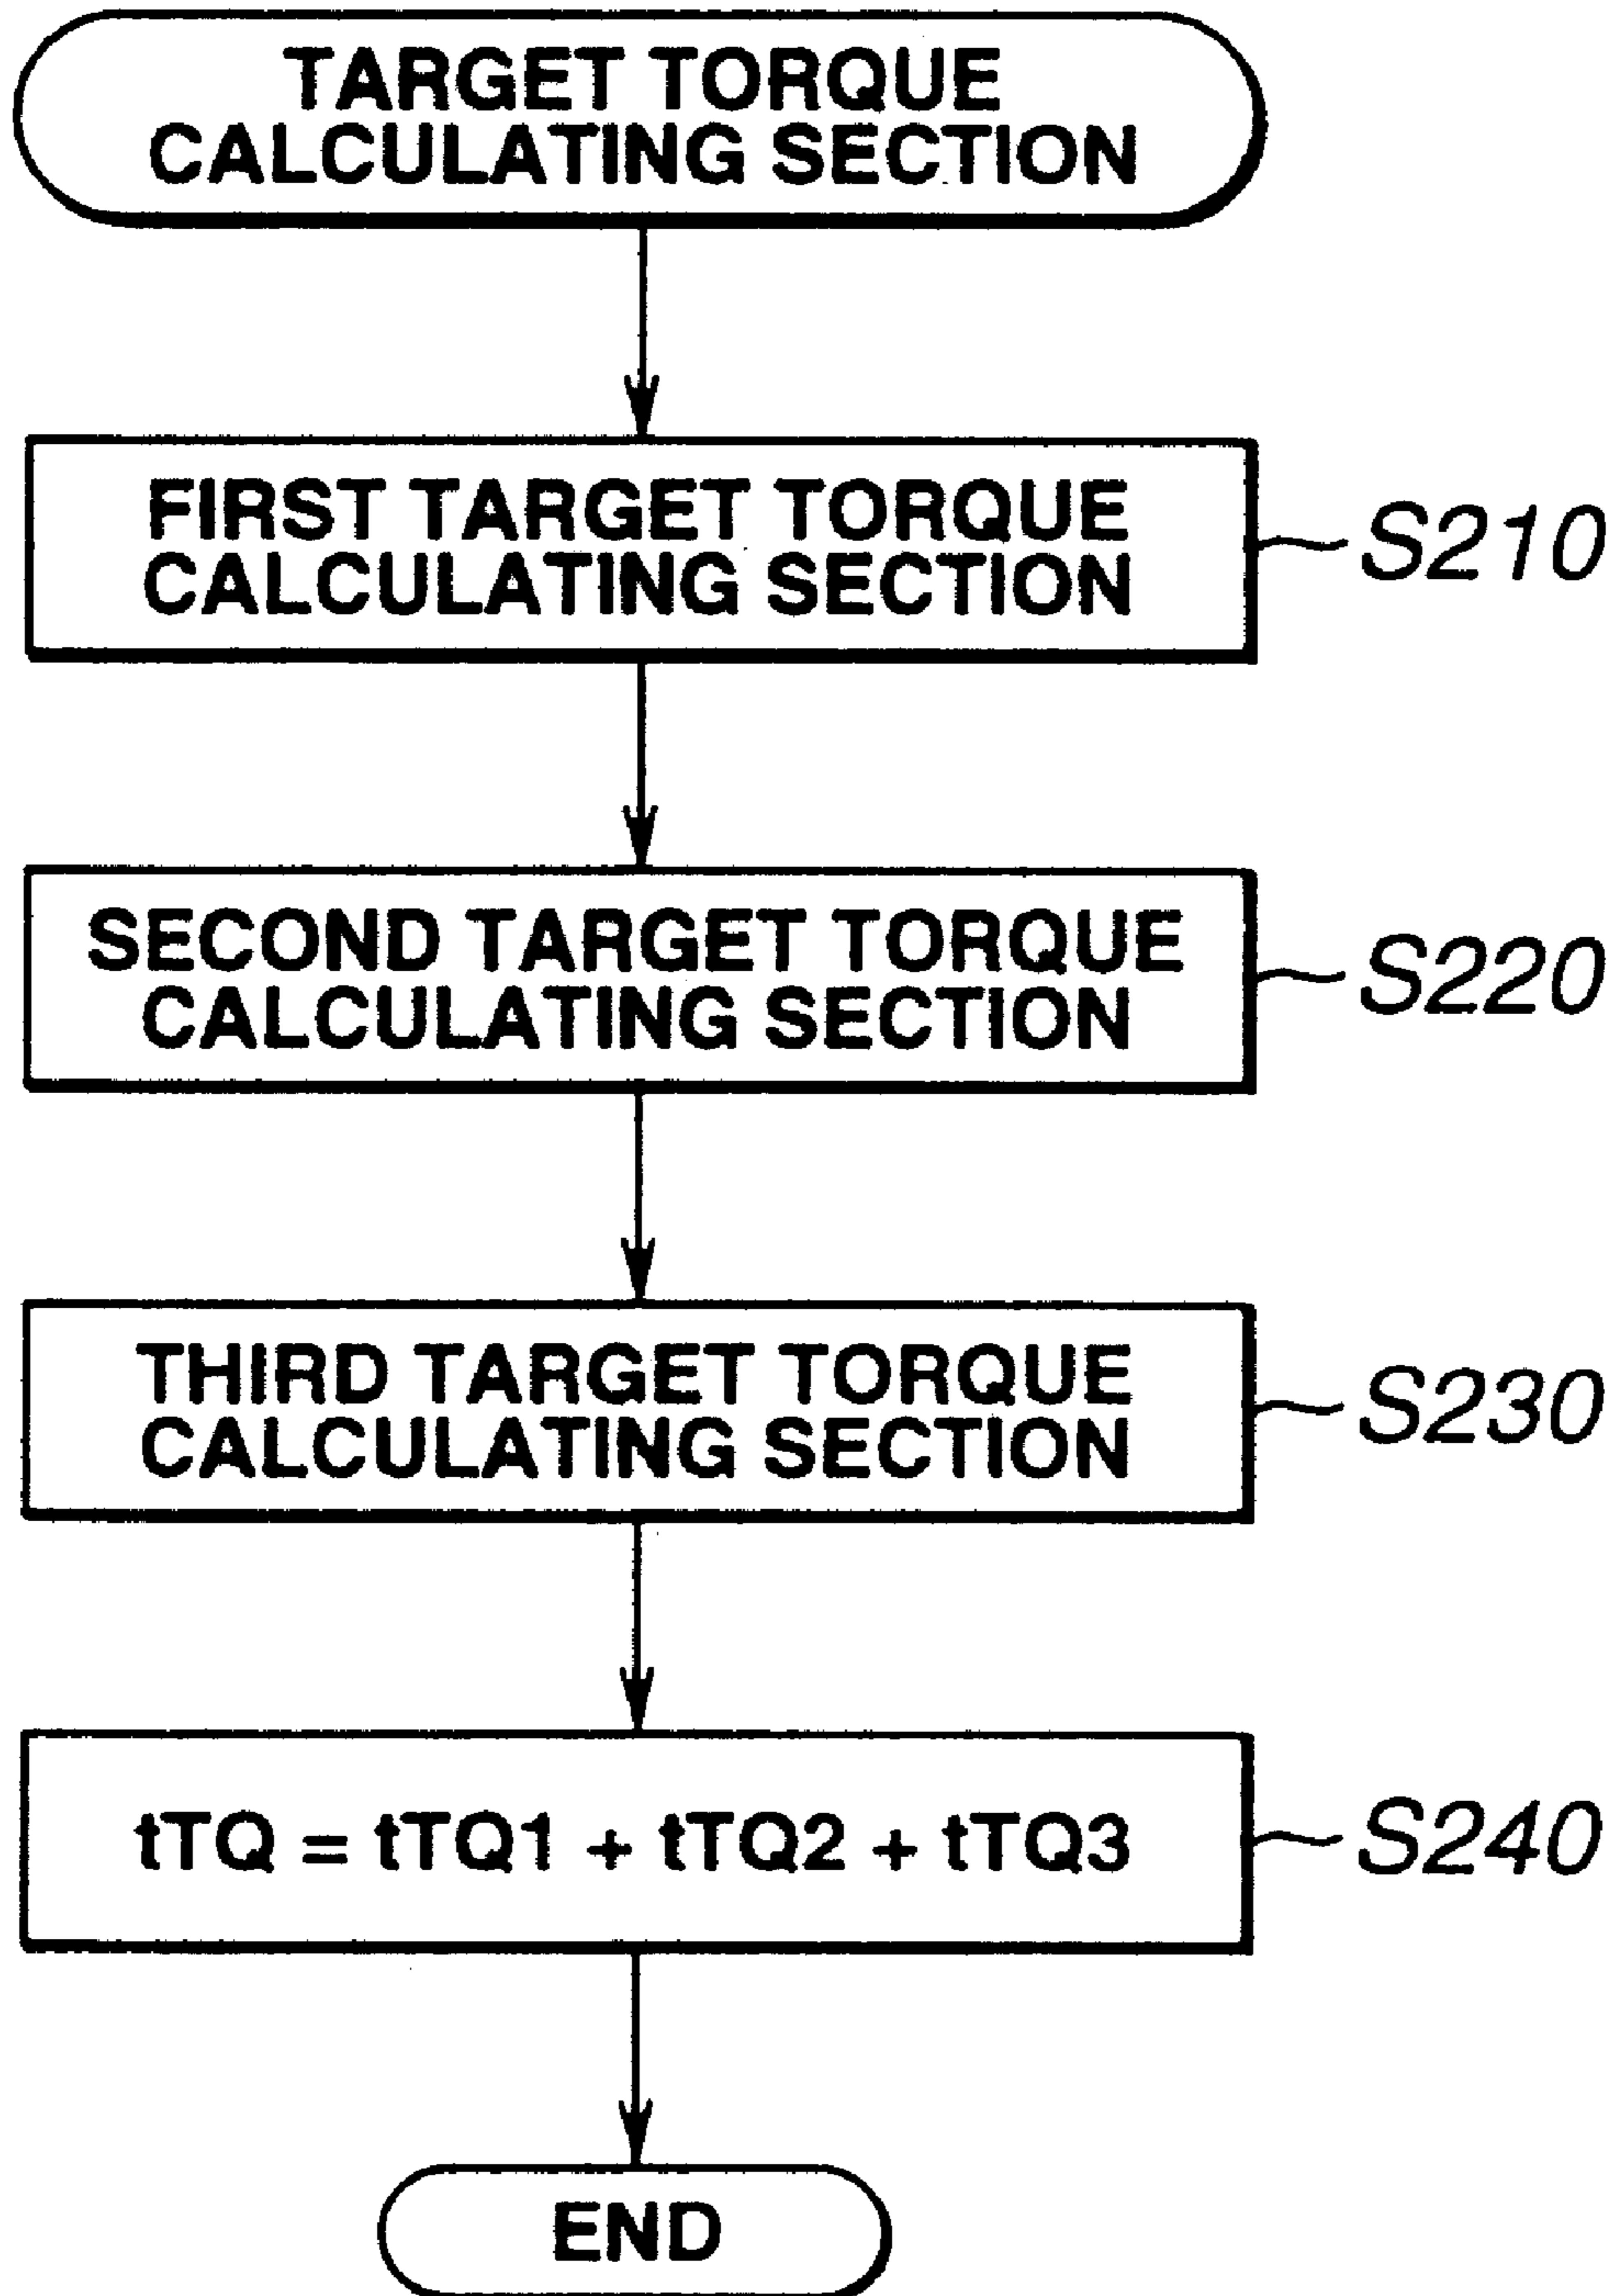 TARGET TORQUE
CALCULATING SECTION
FIRST TARGET TORQUE
CALCULATING SECTION
S210
SECOND TARGET TORQUE
CALCULATING SECTION
S220
THIRD TARGET TORQUE
CALCULATING SECTION
S230
tTQ = tTQ1 + tTQ2 + tTQ3
S240
END